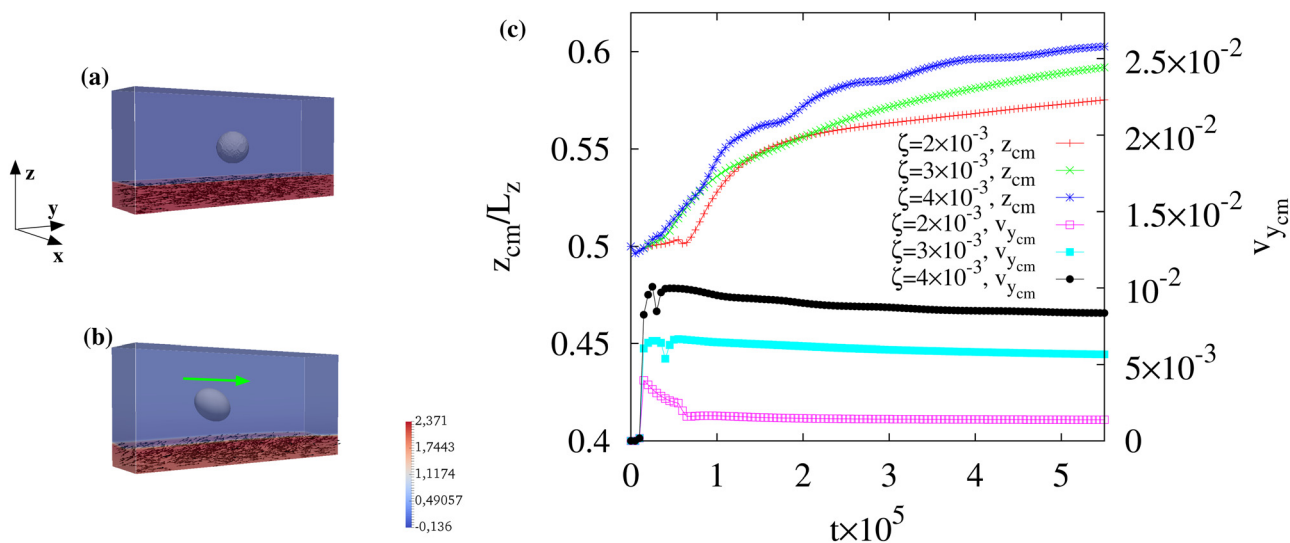 (a)
z
y
x
(b)
2,371
1,7443
1,1174
0,49057
-0,136
(c)
z_cm/L_z
0.6
0.55
0.5
0.45
0.4
ζ=2×10⁻³, z_cm
ζ=3×10⁻³, z_cm
ζ=4×10⁻³, z_cm
ζ=2×10⁻³, v_y_cm
ζ=3×10⁻³, v_y_cm
ζ=4×10⁻³, v_y_cm
2.5×10⁻²
2×10⁻²
1.5×10⁻²
10⁻²
5×10⁻³
0
v_y_cm
0 1 2 3 4 5
t×10⁵